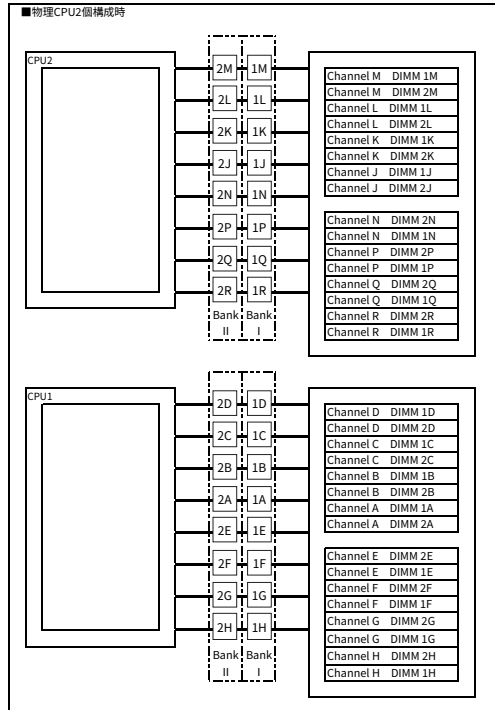 ■物理CPU2個構成時
CPU2
2M 1M
2L 1L
2K 1K
2J 1J
2N 1N
2P 1P
2Q 1Q
2R 1R
Bank Bank
II I
Channel M DIMM 1M
Channel M DIMM 2M
Channel L DIMM 1L
Channel L DIMM 2L
Channel K DIMM 1K
Channel K DIMM 2K
Channel J DIMM 1J
Channel J DIMM 2J
Channel N DIMM 2N
Channel N DIMM 1N
Channel P DIMM 2P
Channel P DIMM 1P
Channel Q DIMM 2Q
Channel Q DIMM 1Q
Channel R DIMM 2R
Channel R DIMM 1R
CPU1
2D 1D
2C 1C
2B 1B
2A 1A
2E 1E
2F 1F
2G 1G
2H 1H
Bank Bank
II I
Channel D DIMM 1D
Channel D DIMM 2D
Channel C DIMM 1C
Channel C DIMM 2C
Channel B DIMM 1B
Channel B DIMM 2B
Channel A DIMM 1A
Channel A DIMM 2A
Channel E DIMM 2E
Channel E DIMM 1E
Channel F DIMM 2F
Channel F DIMM 1F
Channel G DIMM 2G
Channel G DIMM 1G
Channel H DIMM 2H
Channel H DIMM 1H